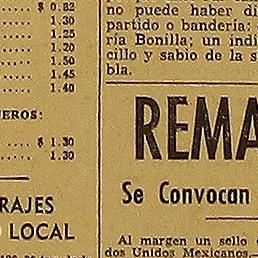 $ 0.82
1.30
1.25
1.20
1.50
1.45
1.40
EROS:
$ 1.30
1.20
RAJES
LOCAL
no puede haber di
partido o bandería;
ría Bonilla; un indi
cillo y sabio de la s
bla.
REMA
Se Convocan
Al margen un sello
dos Unidos Mexicanos.—